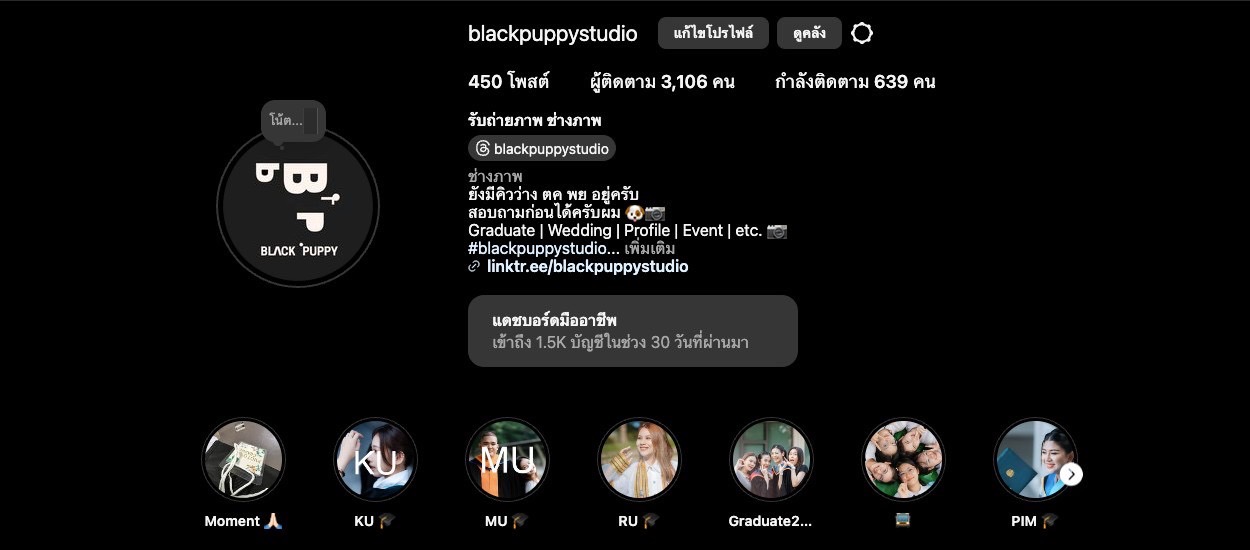 blackpuppystudio แก้ไขโปรไฟล์ ดูคลัง
450 โพสต์ ผู้ติดตาม 3,106 คน กำลังติดตาม 639 คน
โน้ต...
รับถ่ายภาพ ช่างภาพ
blackpuppystudio
ช่างภาพ
ยังมีคิวว่าง ตค พย อยู่ครับ
สอบถามก่อนได้ครับผม 🐶📷
Graduate | Wedding | Profile | Event | etc. 📷
#blackpuppystudio... เพิ่มเติม
linktr.ee/blackpuppystudio
BLACK PUPPY
แดชบอร์ดมืออาชีพ
เข้าถึง 1.5K บัญชีในช่วง 30 วันที่ผ่านมา
KU MU
Moment 🙏🏻 KU 🎓 MU 🎓 RU 🎓 Graduate2... PIM 🎓